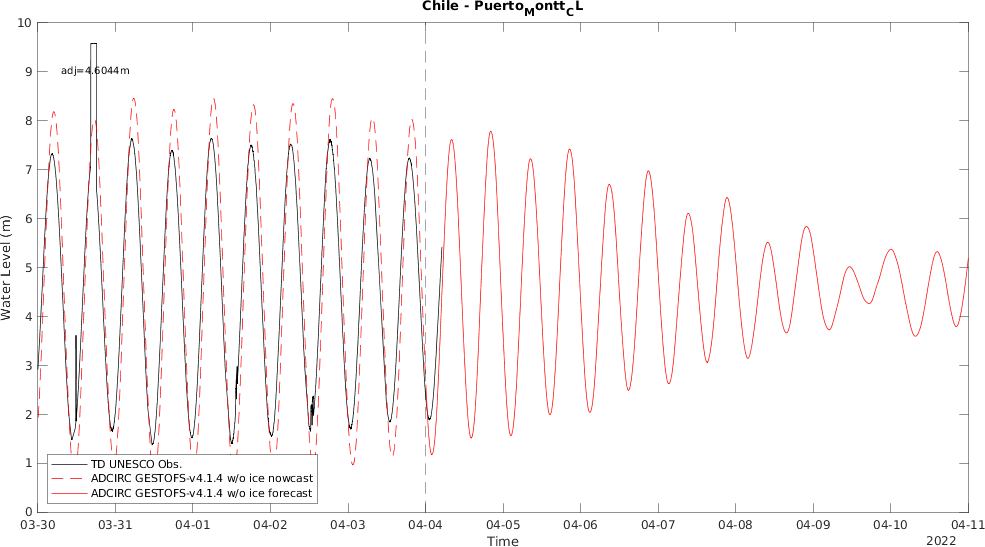 Chile - PuertoMonttCL
10
9
8
7
6
5
4
3
2
1
0
Water Level (m)
adj=4.6044m
TD UNESCO Obs.
ADCIRC GESTOFS-v4.1.4 w/o ice nowcast
ADCIRC GESTOFS-v4.1.4 w/o ice forecast
03-30 03-31 04-01 04-02 04-03 04-04 04-05 04-06 04-07 04-08 04-09 04-10 04-11
Time
2022